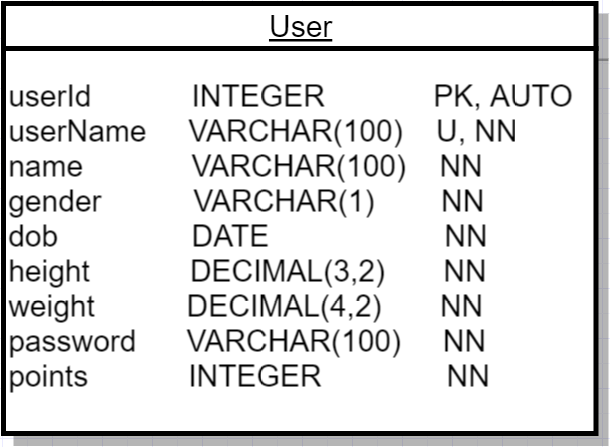 User
userId INTEGER PK, AUTO
userName VARCHAR(100) U, NN
name VARCHAR(100) NN
gender VARCHAR(1) NN
dob DATE NN
height DECIMAL(3,2) NN
weight DECIMAL(4,2) NN
password VARCHAR(100) NN
points INTEGER NN